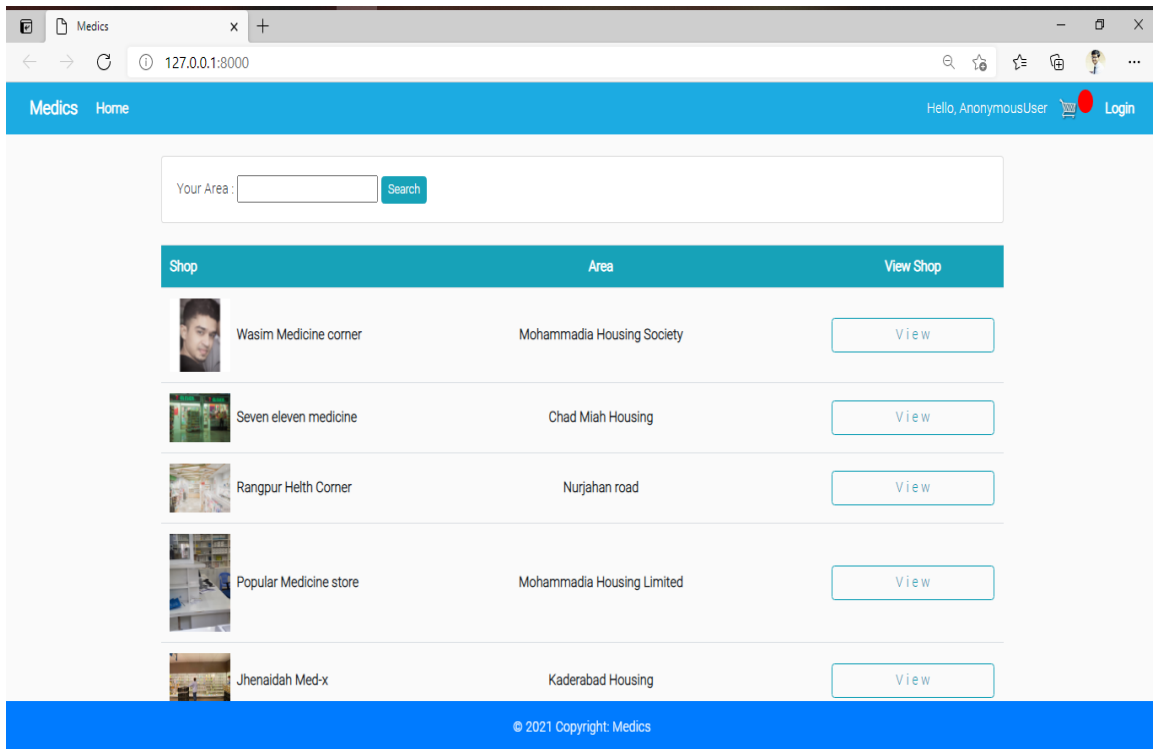 Medics
127.0.0.1:8000
Medics Home Hello, AnonymousUser Login
Your Area : Search
Shop Area View Shop
Wasim Medicine corner Mohammadia Housing Society View
Seven eleven medicine Chad Miah Housing View
Rangpur Helth Corner Nurjahan road View
Popular Medicine store Mohammadia Housing Limited View
Jhenaidah Med-x Kaderabad Housing View
© 2021 Copyright: Medics